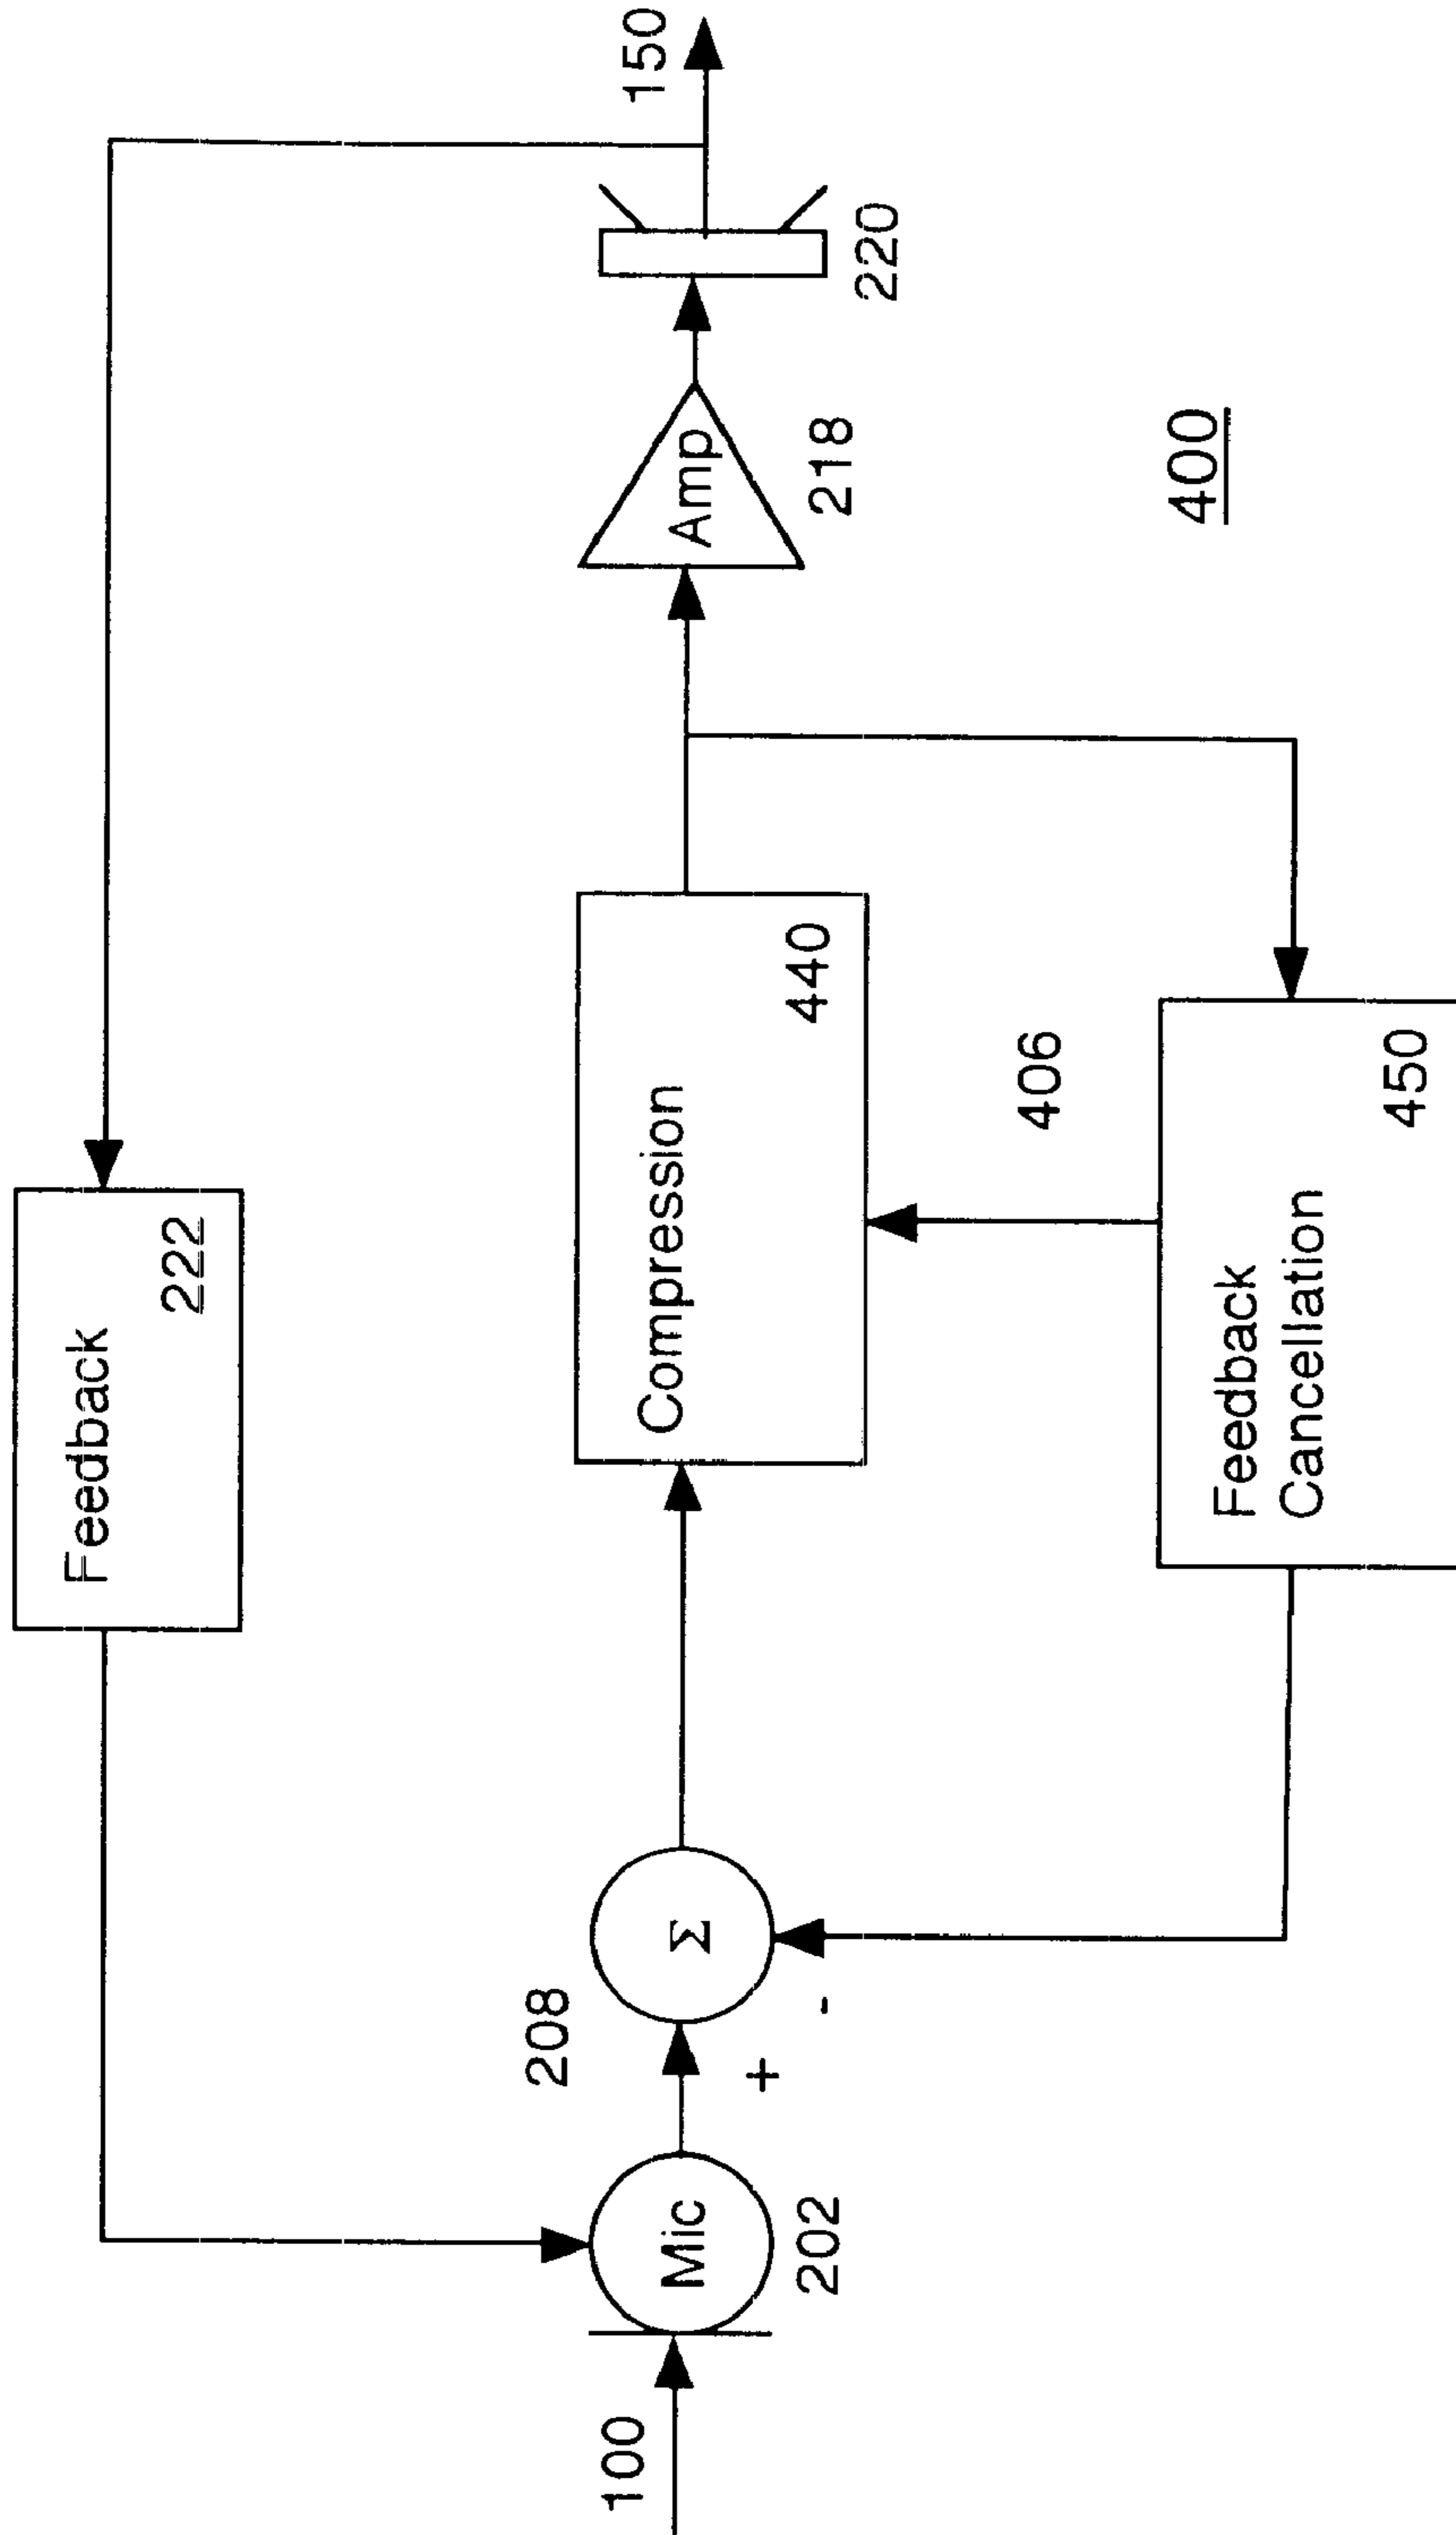 Feedback
222
150
100
Mic
202
208
Σ
+
-
Compression
440
Amp
218
220
406
Feedback
Cancellation
450
400